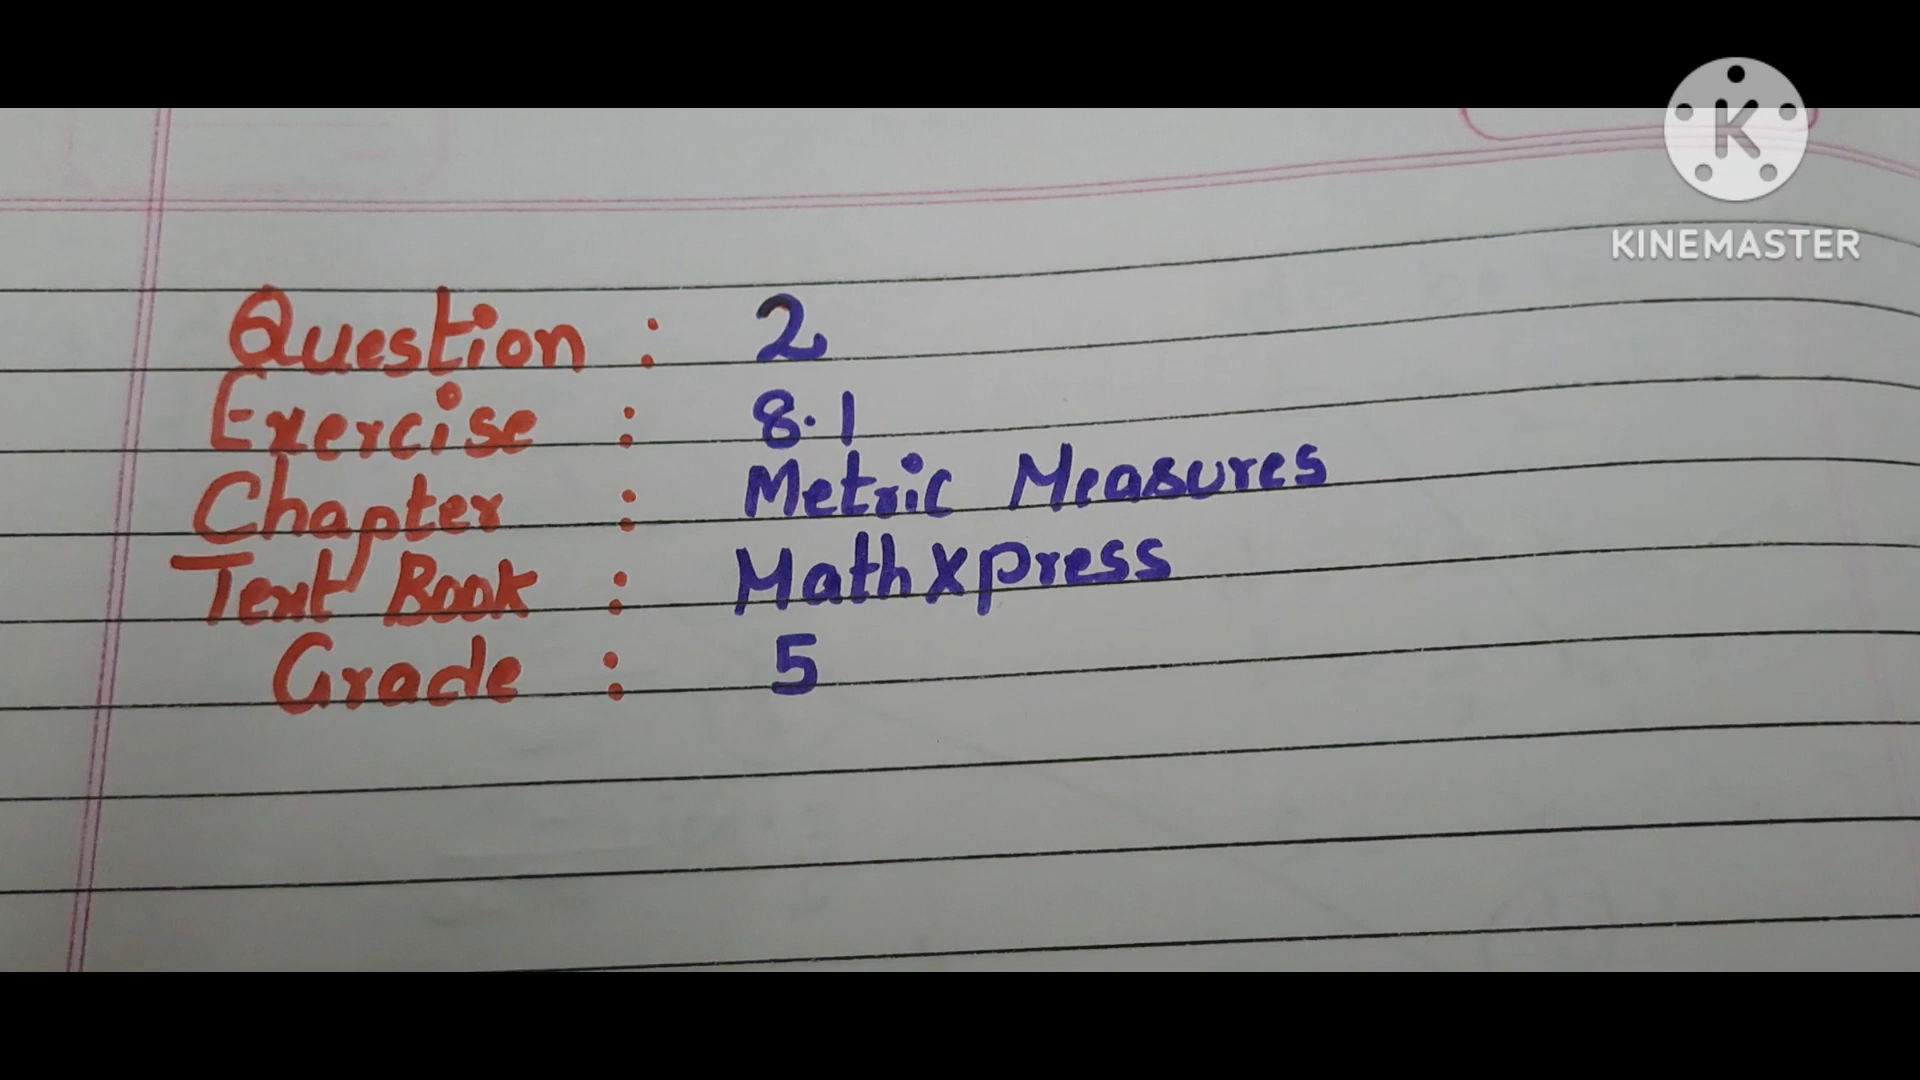 K
KINEMASTER
Question : 2
Exercise : 8.1
Chapter : Metric Measures
Text Book : MathXpress
Grade : 5